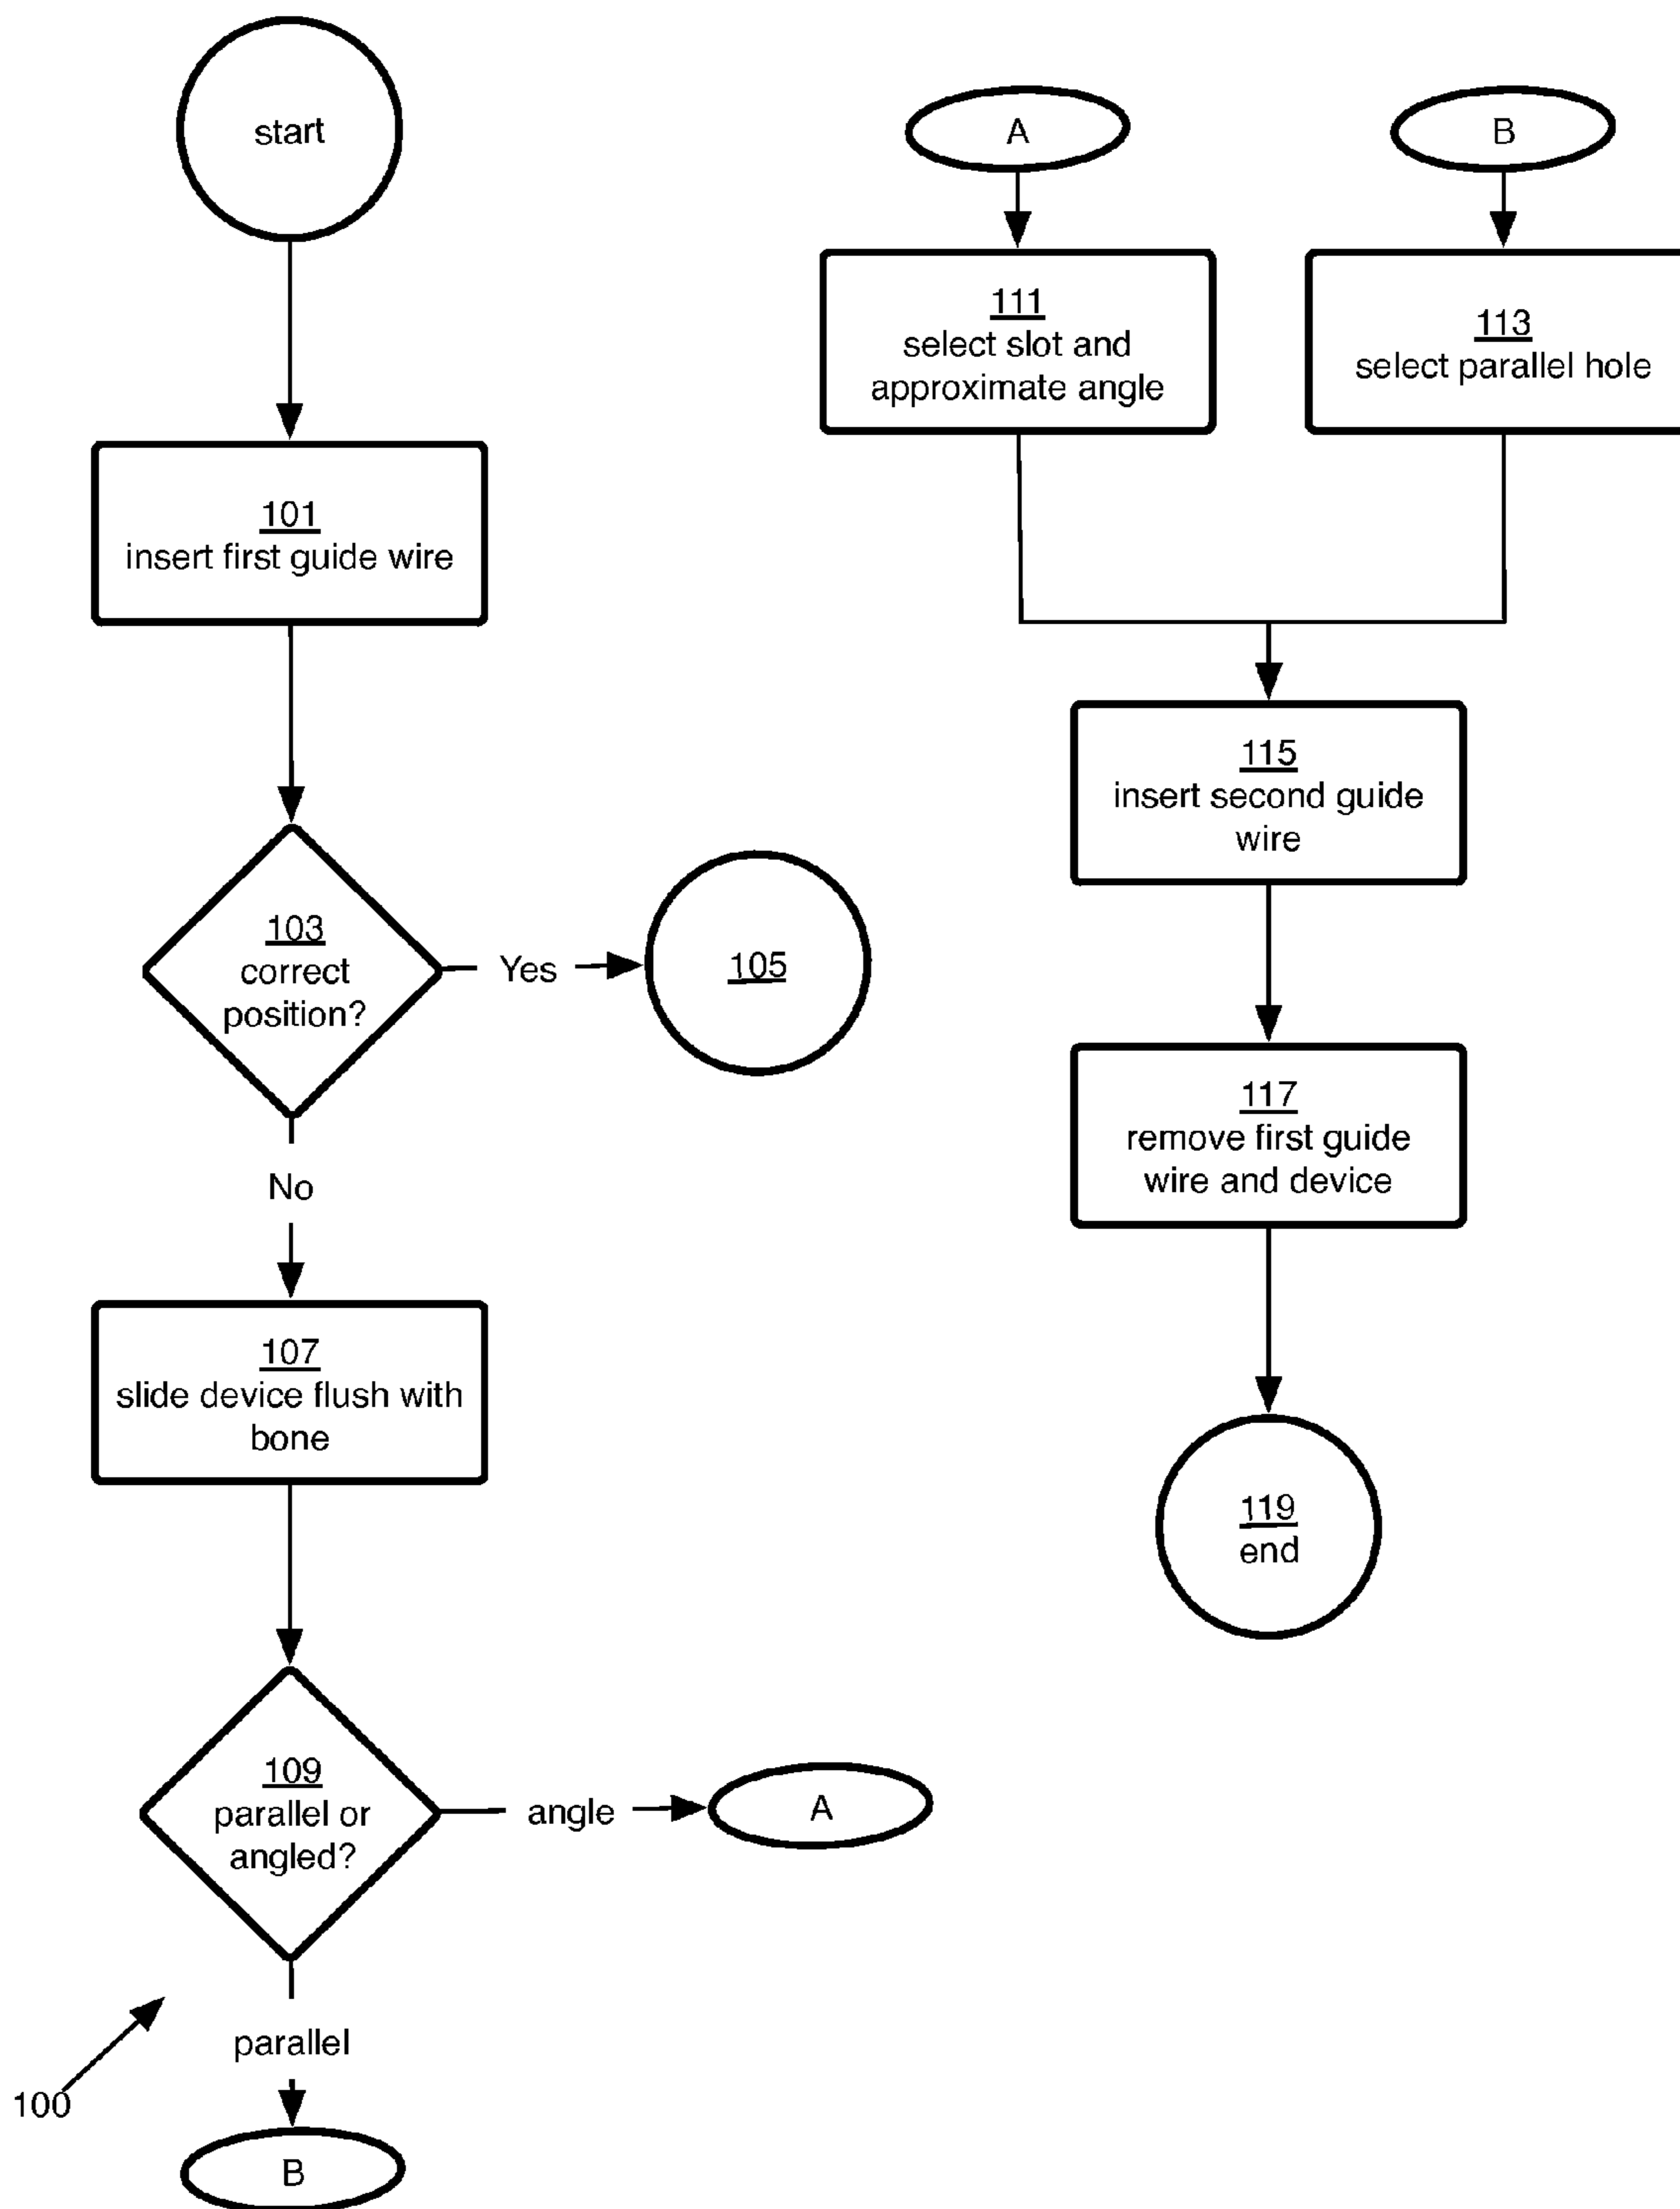 start
101
insert first guide wire
103
correct
position?
Yes
105
No
107
slide device flush with
bone
109
parallel or
angled?
angle
A
parallel
B
100
A
B
111
select slot and
approximate angle
113
select parallel hole
115
insert second guide
wire
117
remove first guide
wire and device
119
end